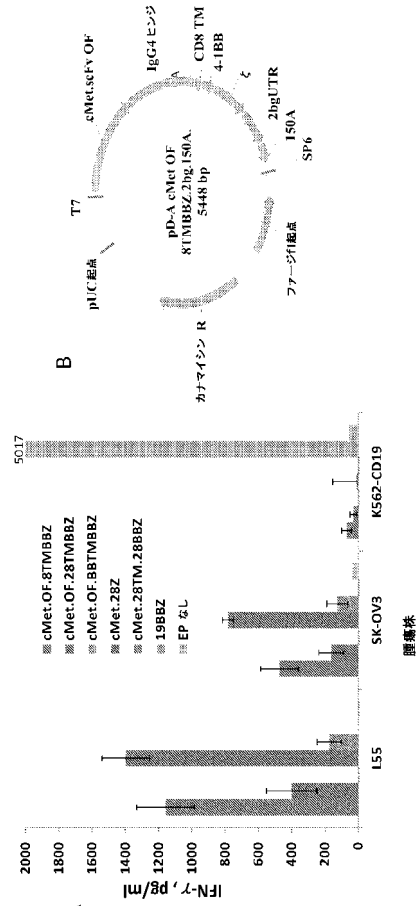 IFN-γ, pg/ml
2000
1800
1600
1400
1200
1000
800
600
400
200
0
5017
cMet.OF.8TMBBZ
cMet.OF.28TMBBZ
cMet.OF.BBTMBBZ
cMet.28Z
cMet.28TM.28BBZ
19BBZ
EP なし
L55
SK-OV3
K562-CD19
腫瘍株
B
T7
cMet.scFv OF
IgG4 ヒンジ
A
CD8 TM
4-1BB
ζ
2bgUTR
150A
SP6
ファージf1起点
カナマイシン R
pUC 起点
pD-A cMet OF
8TMBBZ.2bg.150A.
5448 bp